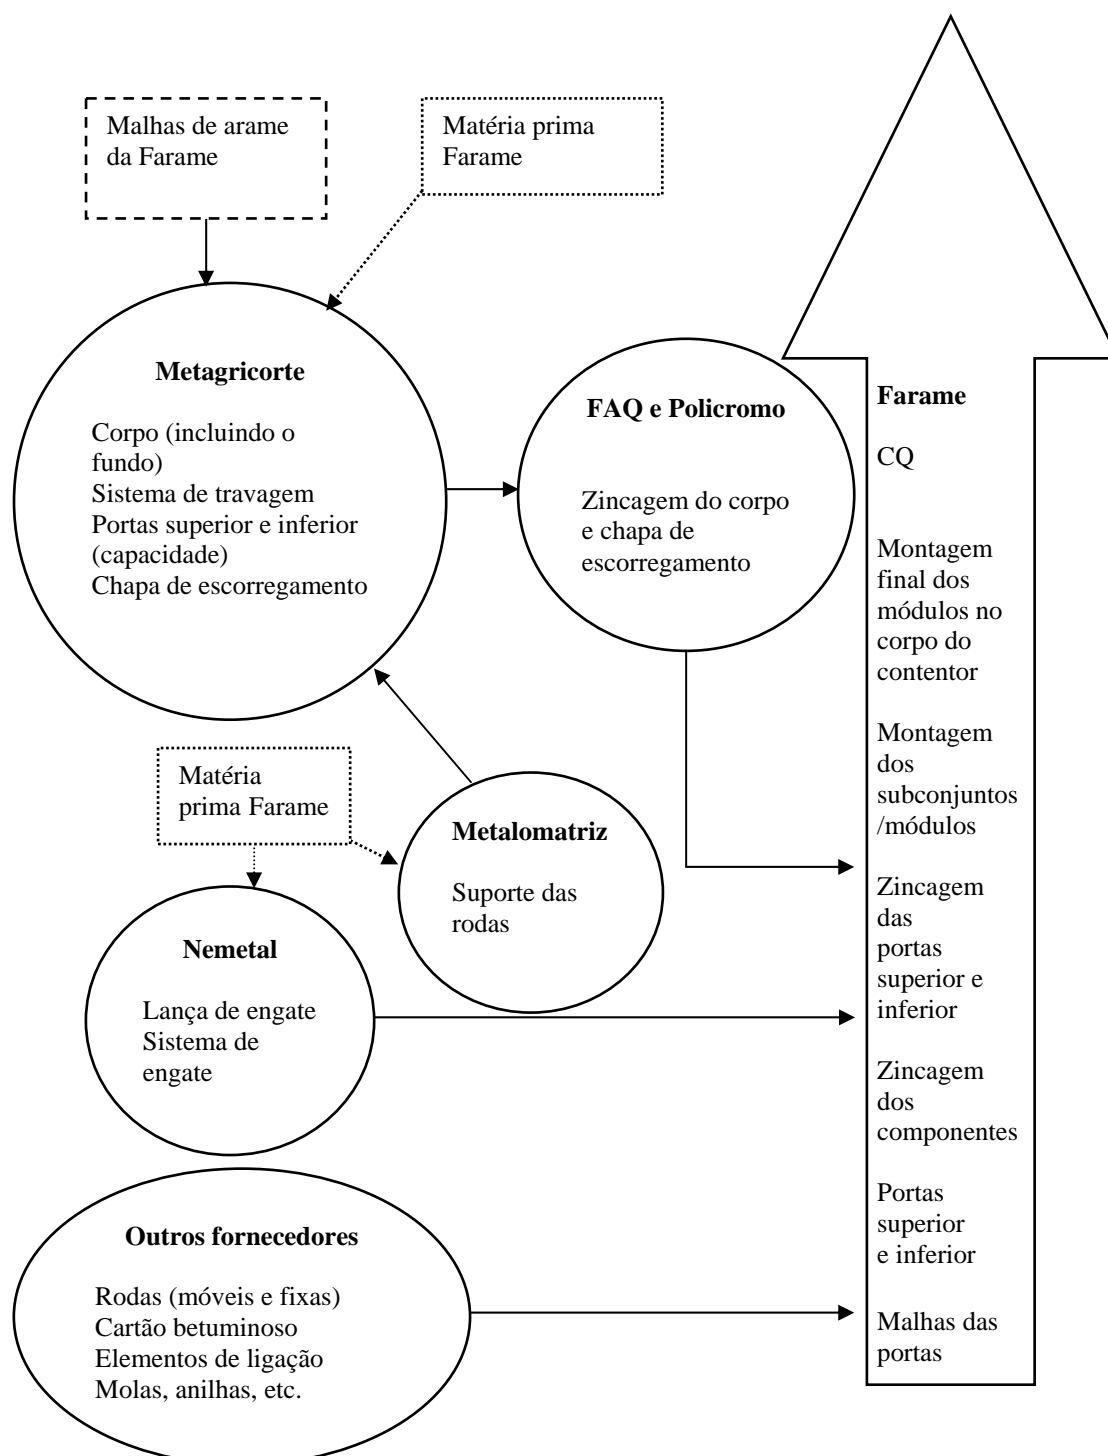 Malhas de arame
da Farame
Matéria prima
Farame
Metagricorte
Corpo (incluindo o
fundo)
Sistema de travagem
Portas superior e inferior
(capacidade)
Chapa de escorregamento
FAQ e Policromo
Zincagem do corpo
e chapa de
escorregamento
Matéria
prima Farame
Metalomatriz
Suporte das
rodas
Nemetal
Lança de engate
Sistema de
engate
Outros fornecedores
Rodas (móveis e fixas)
Cartão betuminoso
Elementos de ligação
Molas, anilhas, etc.
Farame
CQ
Montagem
final dos
módulos no
corpo do
contentor
Montagem
dos
subconjuntos
/módulos
Zincagem
das
portas
superior e
inferior
Zincagem
dos
componentes
Portas
superior
e inferior
Malhas das
portas